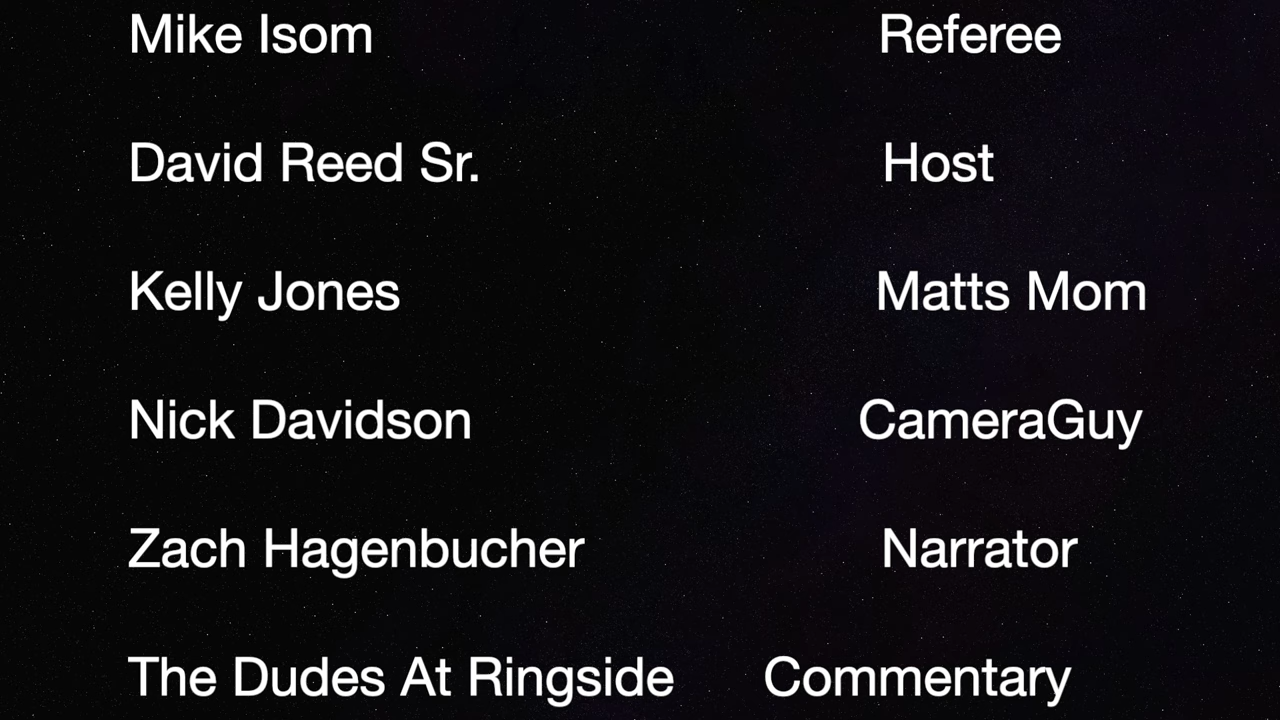 Mike Isom Referee
David Reed Sr. Host
Kelly Jones Matts Mom
Nick Davidson CameraGuy
Zach Hagenbucher Narrator
The Dudes At Ringside Commentary